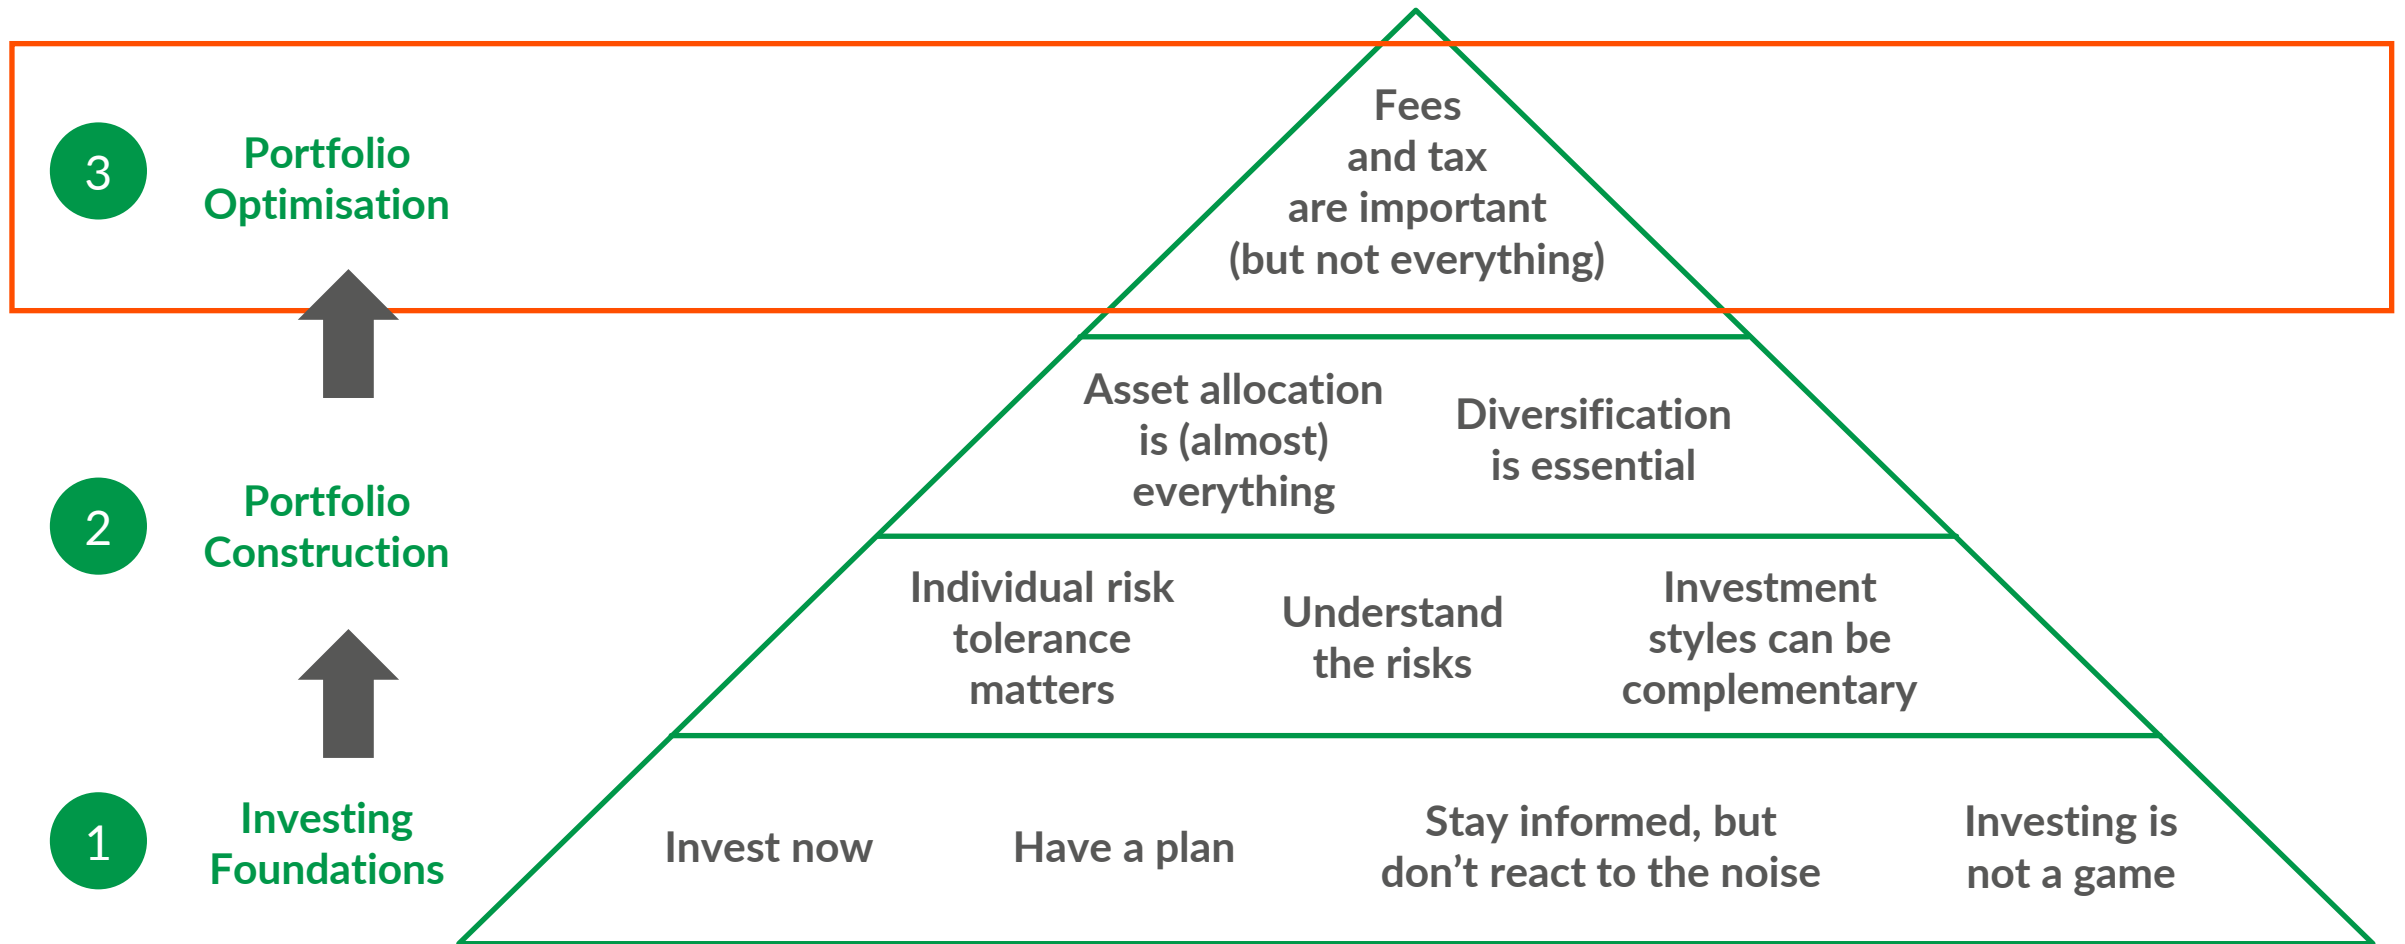 3
Portfolio
Optimisation
Fees
and tax
are important
(but not everything)
2
Portfolio
Construction
Asset allocation
is (almost)
everything
Diversification
is essential
Individual risk
tolerance
matters
Understand
the risks
Investment
styles can be
complementary
1
Investing
Foundations
Invest now
Have a plan
Stay informed, but
don’t react to the noise
Investing is
not a game